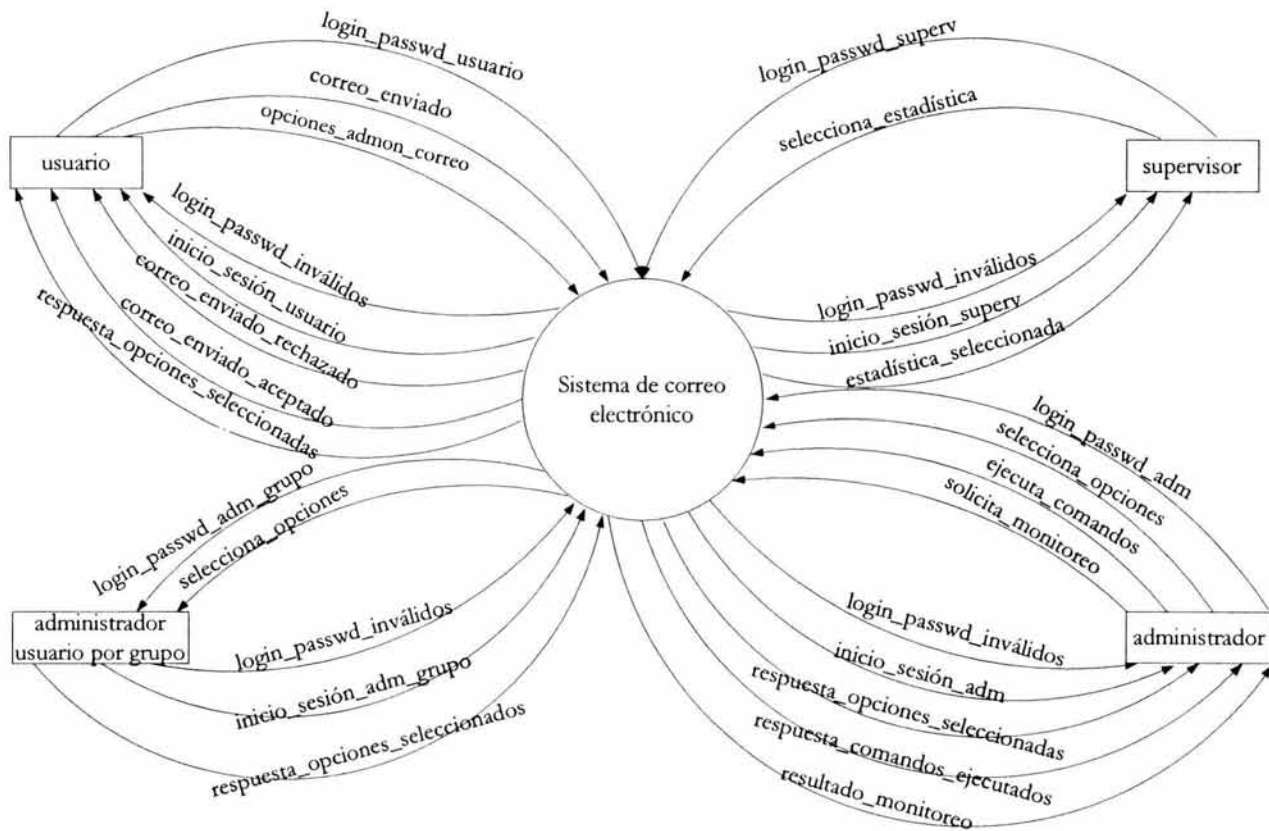 login_passwd_usuario
correo_enviado
opciones_admon_correo
usuario
login_passwd_inválidos
inicio_sesión_usuario
correo_enviado_rechazado
correo_enviado_aceptado
respuesta_opciones_seleccionadas
login_passwd_superv
selecciona_estadística
supervisor
login_passwd_inválidos
inicio_sesión_superv
estadística_seleccionada
Sistema de correo
electrónico
login_passwd_adm_grupo
selecciona_opciones
administrador
usuario por grupo
login_passwd_inválidos
inicio_sesión_adm_grupo
respuesta_opciones_seleccionados
login_passwd_adm
selecciona_opciones
ejecuta_comandos
solicita_monitoreo
administrador
login_passwd_inválidos
inicio_sesión_adm
respuesta_opciones_seleccionadas
respuesta_comandos_ejecutados
resultado_monitoreo